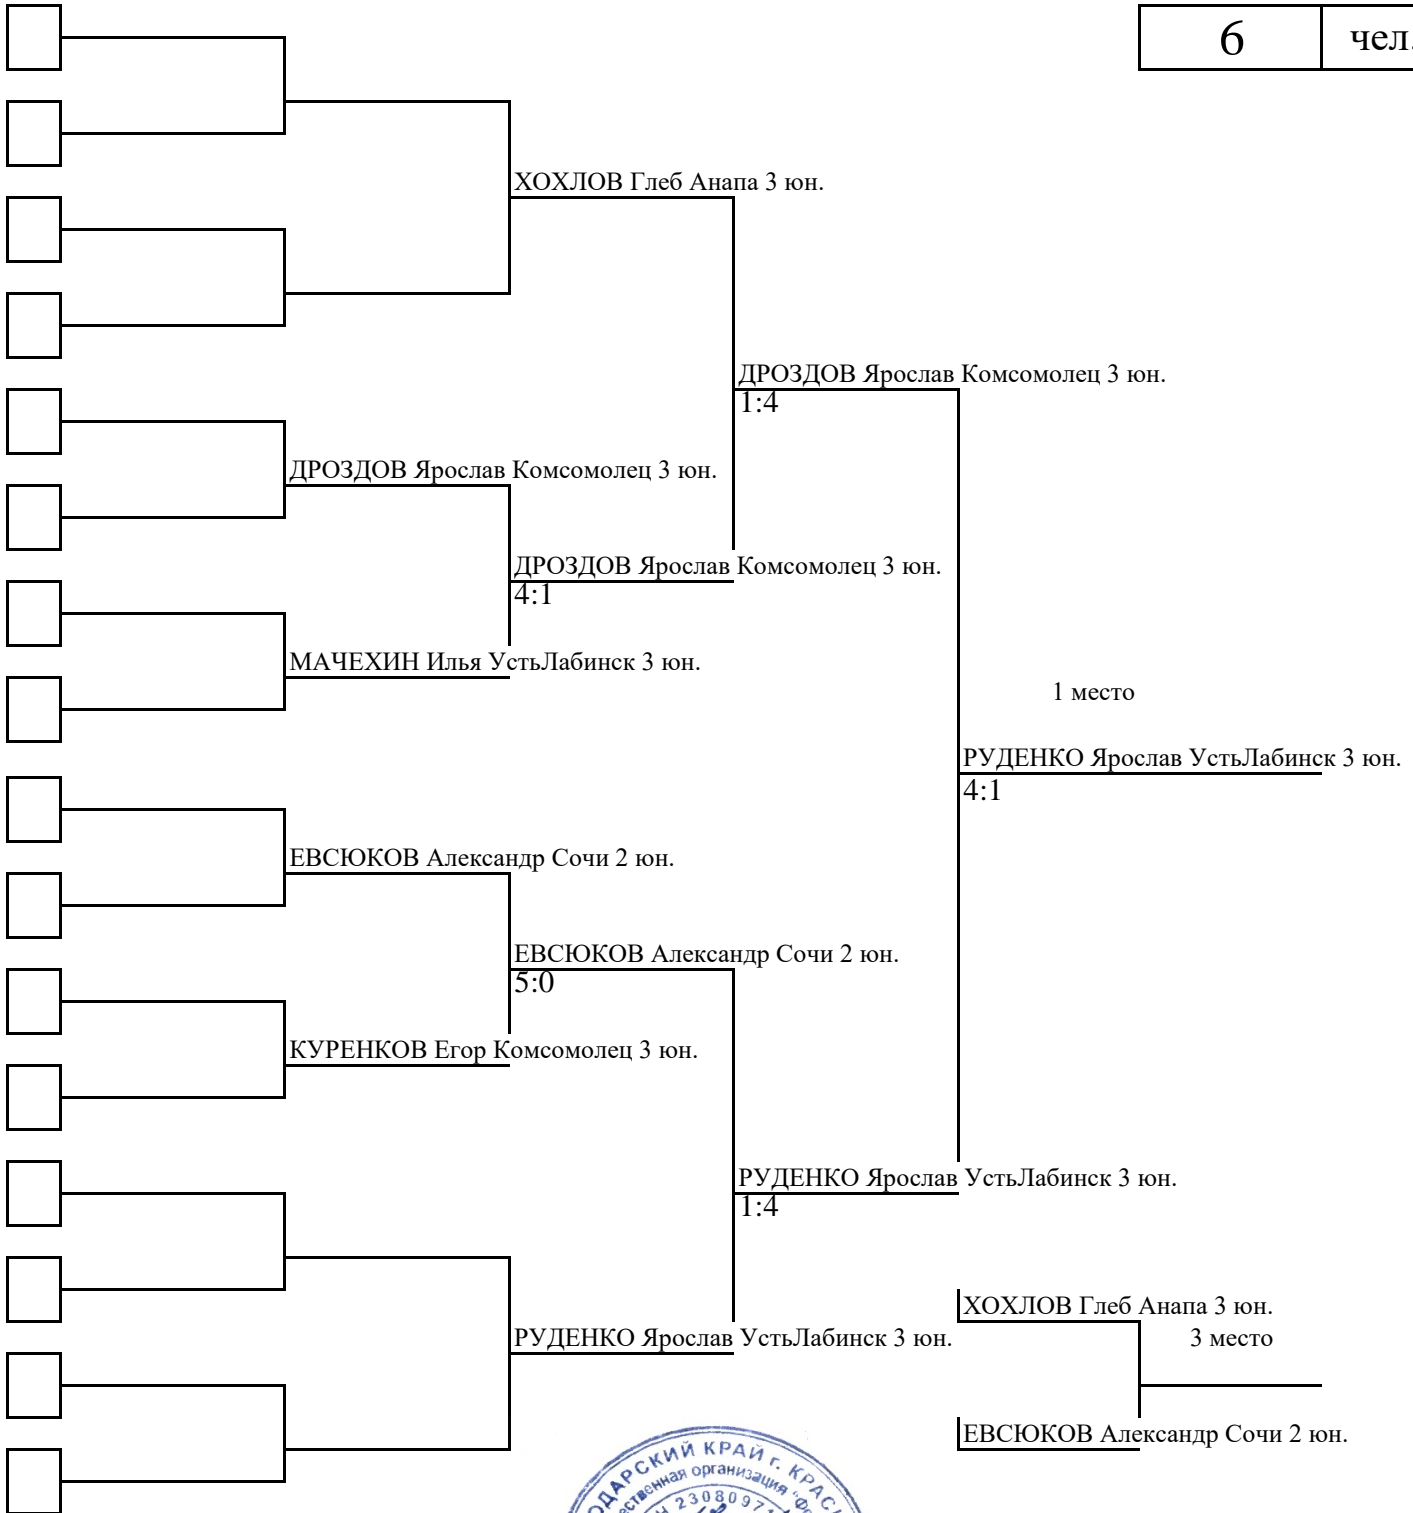 6 чел.
ХОХЛОВ Глеб Анапа 3 юн.
ДРОЗДОВ Ярослав Комсомолец 3 юн.
1:4
ДРОЗДОВ Ярослав Комсомолец 3 юн.
ДРОЗДОВ Ярослав Комсомолец 3 юн.
4:1
МАЧЕХИН Илья УстьЛабинск 3 юн.
1 место
РУДЕНКО Ярослав УстьЛабинск 3 юн.
4:1
ЕВСЮКОВ Александр Сочи 2 юн.
ЕВСЮКОВ Александр Сочи 2 юн.
5:0
КУРЕНКОВ Егор Комсомолец 3 юн.
РУДЕНКО Ярослав УстьЛабинск 3 юн.
1:4
ХОХЛОВ Глеб Анапа 3 юн.
РУДЕНКО Ярослав УстьЛабинск 3 юн.
3 место
ЕВСЮКОВ Александр Сочи 2 юн.
КРАЙ г.
организация